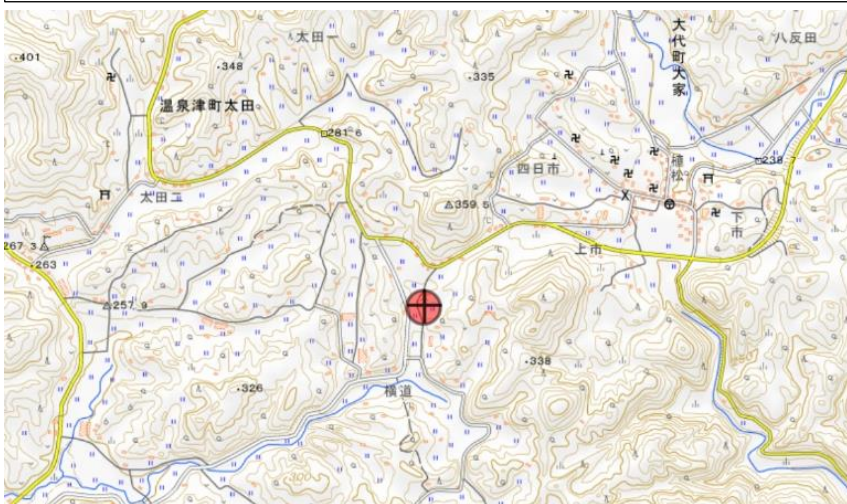 401
太田一
八反田
大代町大家
348
335
温泉津町太田
281.6
238.7
四日市
植松
太田二
359.5
下市
267.3
上市
263
257.9
338
326
横道
300